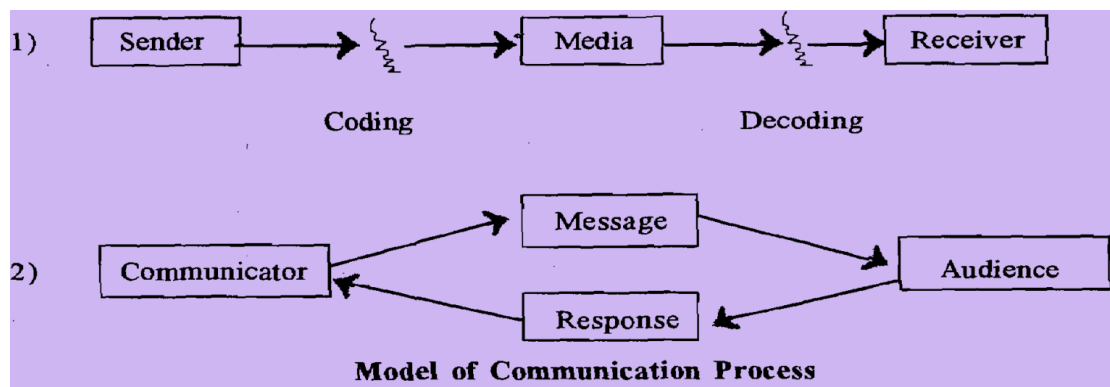 1) Sender Media Receiver
Coding Decoding
Message
2) Communicator Audience
Response
Model of Communication Process